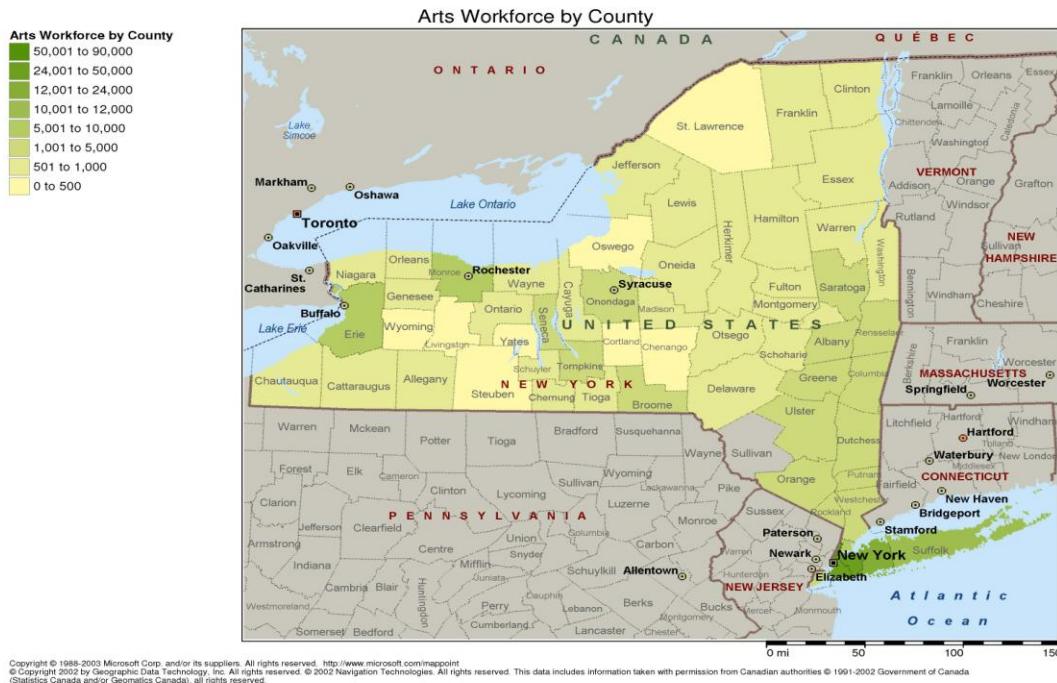 Arts Workforce by County
Arts Workforce by County
50,001 to 90,000
24,001 to 50,000
12,001 to 24,000
10,001 to 12,000
5,001 to 10,000
1,001 to 5,000
501 to 1,000
0 to 500
CANADA
QUÉBEC
ONTARIO
Lake Simcoe
Franklin
Orleans
Essex
Clinton
Franklin
Lamoille
St. Lawrence
Chittenden
Caledonia
Washington
Jefferson
VERMONT
Markham
Oshawa
Essex
Addison
Orange
Grafton
Lake Ontario
Lewis
Hamilton
Windsor
Toronto
Herkimer
Warren
Rutland
NEW HAMPSHIRE
Oakville
Oswego
Washington
Sullivan
Orleans
Oneida
St. Catharines
Niagara
Monroe
Rochester
Wayne
Cayuga
Syracuse
Fulton
Saratoga
Bennington
Windham
Cheshire
Genesee
Onondaga
Madison
Montgomery
Buffalo
Ontario
Seneca
UNITED STATES
Rensselaer
Lake Erie
Erie
Wyoming
Livingston
Yates
Cortland
Chenango
Otsego
Schoharie
Albany
Berkshire
Franklin
Worcester
Schuyler
Tompkins
MASSACHUSETTS
Chautauqua
Cattaraugus
Allegany
NEW YORK
Greene
Columbia
Springfield
Worcester
Steuben
Chemung
Tioga
Broome
Delaware
Litchfield
Hartford
Windham
Ulster
Hartford
Warren
Mckean
Potter
Tioga
Bradford
Susquehanna
Tolland
Dutchess
Wayne
Sullivan
Waterbury
New London
Forest
Elk
Cameron
Sullivan
Wyoming
Lackawanna
Middlesex
Clinton
Lycoming
Pike
Orange
Putnam
Fairfield
CONNECTICUT
Clarion
Luzerne
Westchester
New Haven
Sussex
Rockland
Bridgeport
PENNSYLVANIA
Monroe
Jefferson
Clearfield
Union
Columbia
Stamford
Armstrong
Centre
Snyder
Carbon
Paterson
Indiana
Mifflin
Warren
Newark
New York
Suffolk
Juniata
Schuylkill
Allentown
Hunterdon
Elizabeth
Cambria
Blair
Huntingdon
Dauphin
NEW JERSEY
Westmoreland
Perry
Lebanon
Berks
Bucks
Mercer
Monmouth
Atlantic Ocean
Cumberland
Montgomery
Somerset
Bedford
Lancaster
Chester
0 mi
50
100
150
Copyright © 1988-2003 Microsoft Corp. and/or its suppliers. All rights reserved. http://www.microsoft.com/mappoint
© Copyright 2002 by Geographic Data Technology, Inc. All rights reserved. © 2002 Navigation Technologies. All rights reserved. This data includes information taken with permission from Canadian authorities © 1991-2002 Government of Canada
(Statistics Canada and/or Geomatics Canada), all rights reserved.